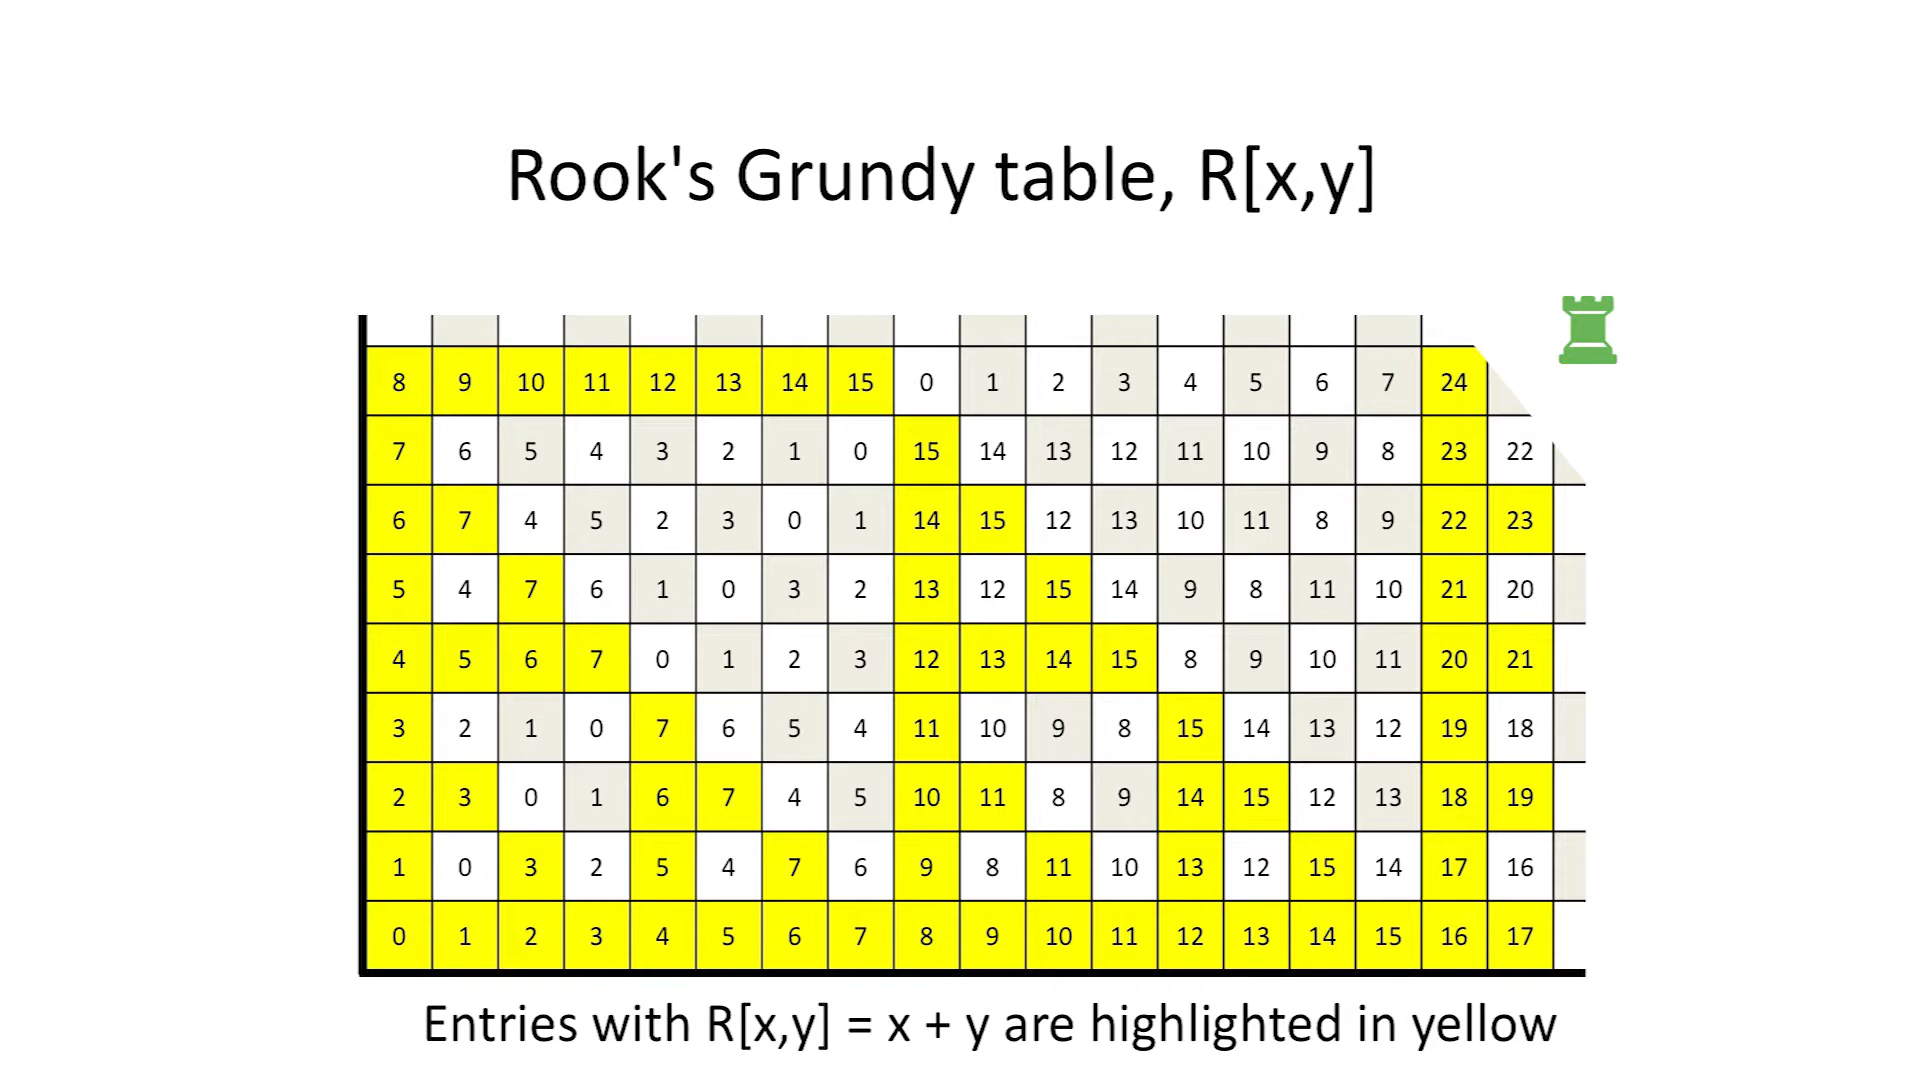 Rook's Grundy table, R[x,y]
8 9 10 11 12 13 14 15 0 1 2 3 4 5 6 7 24
7 6 5 4 3 2 1 0 15 14 13 12 11 10 9 8 23 22
6 7 4 5 2 3 0 1 14 15 12 13 10 11 8 9 22 23
5 4 7 6 1 0 3 2 13 12 15 14 9 8 11 10 21 20
4 5 6 7 0 1 2 3 12 13 14 15 8 9 10 11 20 21
3 2 1 0 7 6 5 4 11 10 9 8 15 14 13 12 19 18
2 3 0 1 6 7 4 5 10 11 8 9 14 15 12 13 18 19
1 0 3 2 5 4 7 6 9 8 11 10 13 12 15 14 17 16
0 1 2 3 4 5 6 7 8 9 10 11 12 13 14 15 16 17
Entries with R[x,y] = x + y are highlighted in yellow